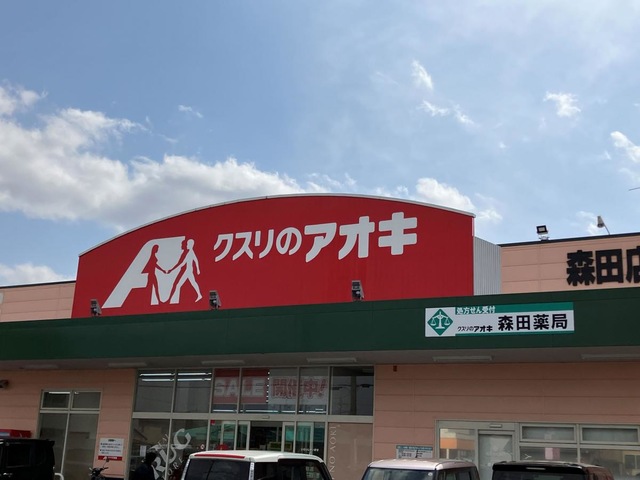 クスリのアオキ
森田店
処方せん受付
クスリのアオキ 森田薬局
SALE